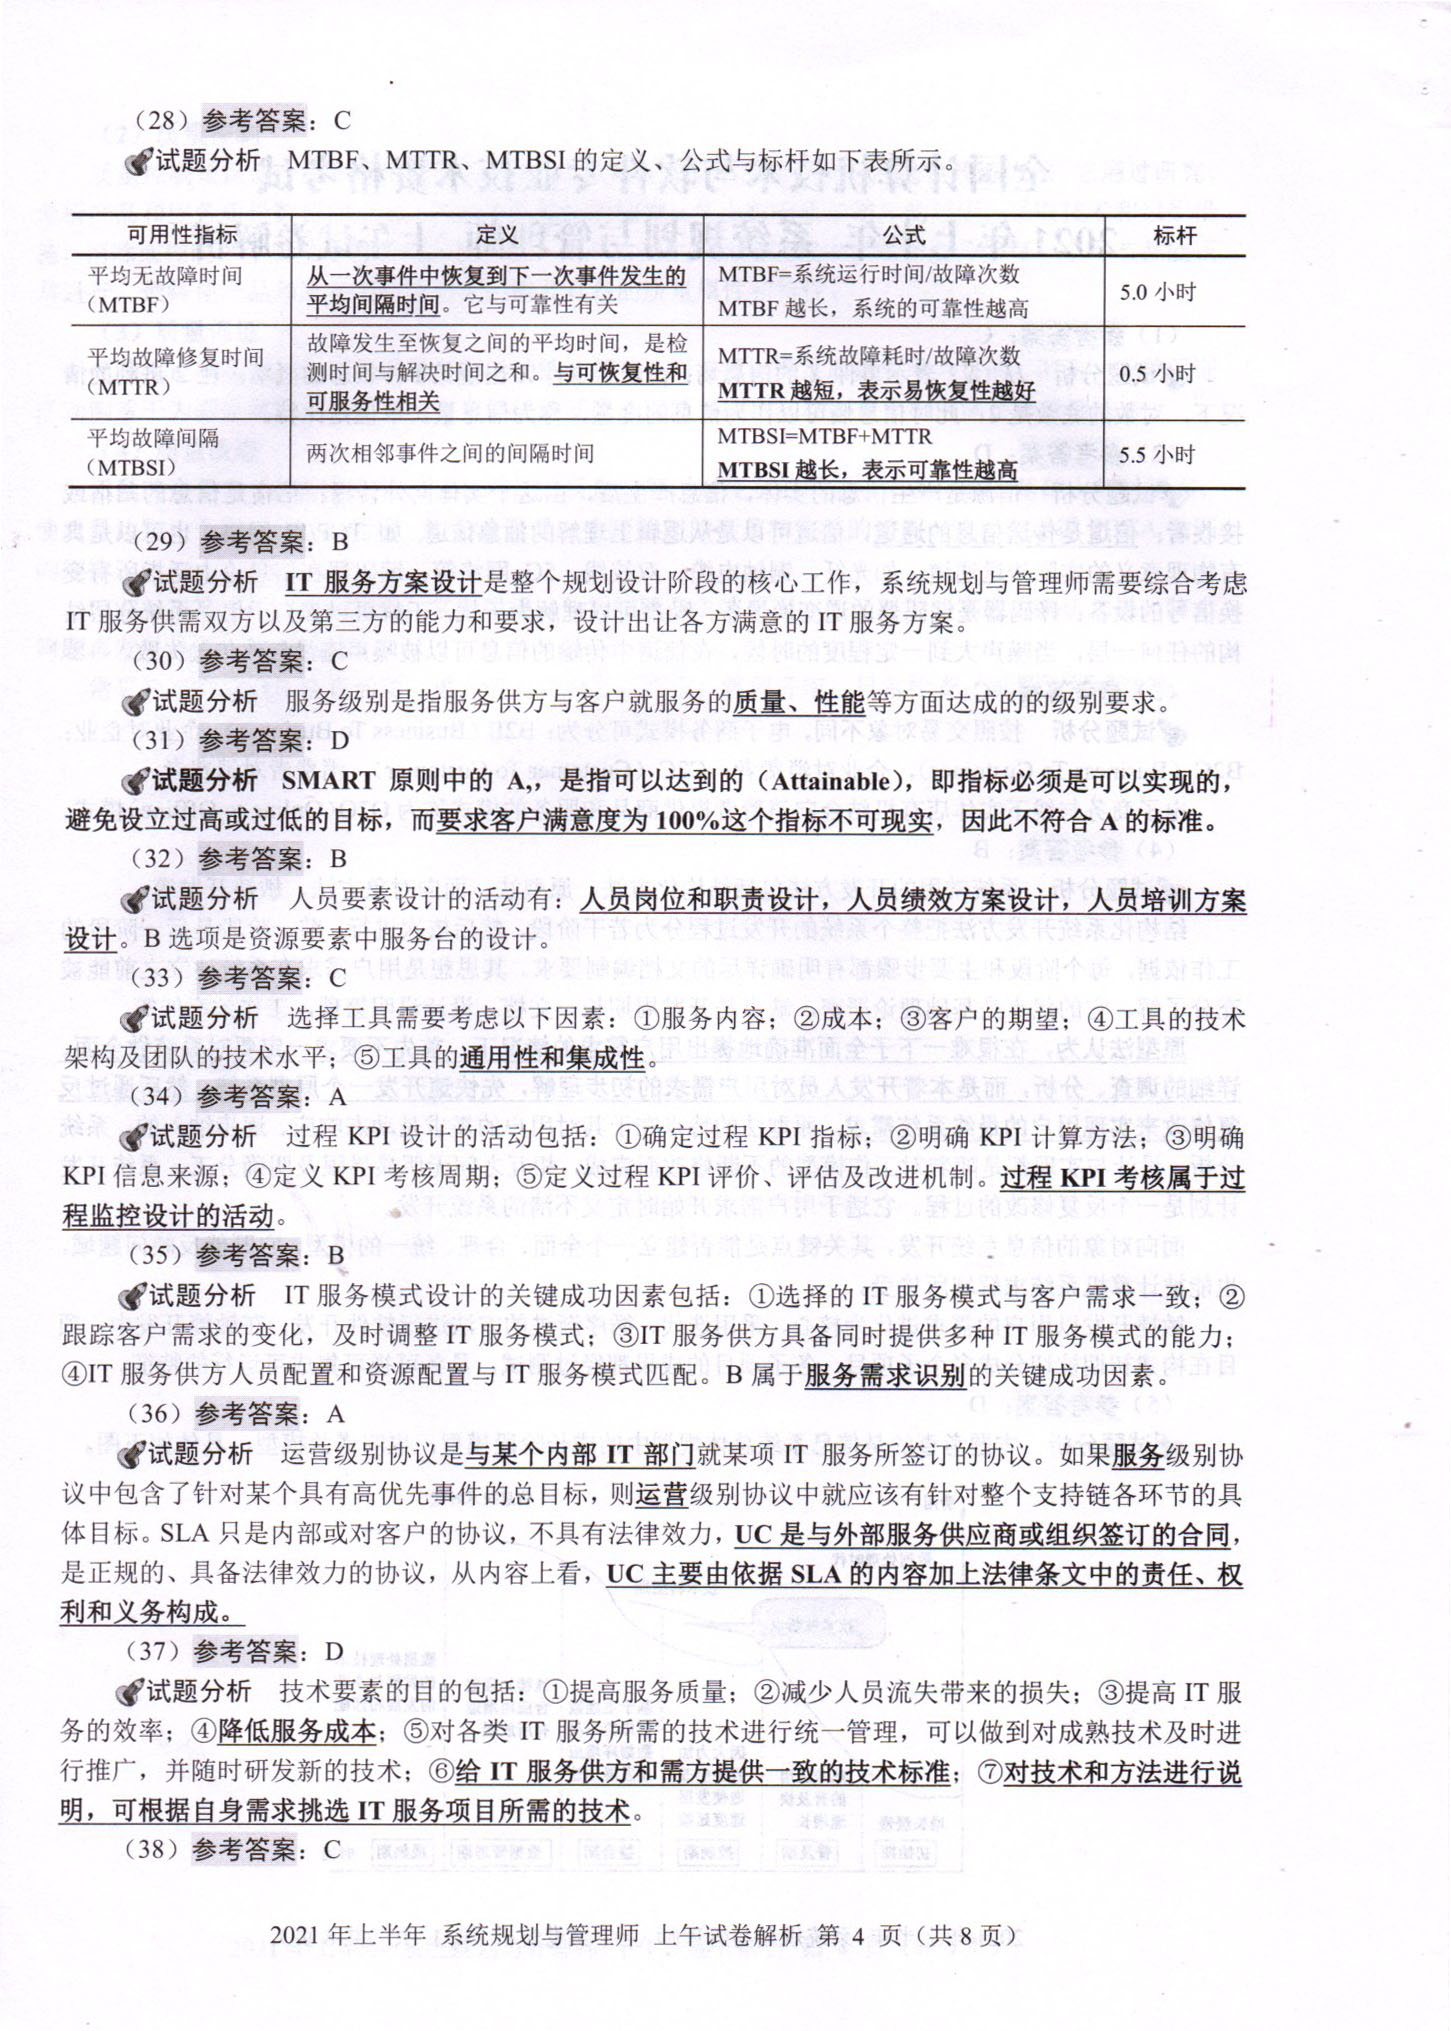 （28）参考答案：C
试题分析 MTBF、MTTR、MTBSI的定义、公式与标杆如下表所示。
可用性指标 定义 公式 标杆
平均无故障时间（MTBF） 从一次事件中恢复到下一次事件发生的平均间隔时间。它与可靠性有关 MTBF=系统运行时间/故障次数 MTBF越长，系统的可靠性越高 5.0小时
平均故障修复时间（MTTR） 故障发生至恢复之间的平均时间，是检测时间与解决时间之和。与可恢复性和可服务性相关 MTTR=系统故障耗时/故障次数 MTTR越短，表示易恢复性越好 0.5小时
平均故障间隔（MTBSI） 两次相邻事件之间的间隔时间 MTBSI=MTBF+MTTR MTBSI越长，表示可靠性越高 5.5小时
（29）参考答案：B
试题分析 IT服务方案设计是整个规划设计阶段的核心工作，系统规划与管理师需要综合考虑
IT服务供需双方以及第三方的能力和要求，设计出让各方满意的IT服务方案。
（30）参考答案：C
试题分析 服务级别是指服务供方与客户就服务的质量、性能等方面达成的的级别要求。
（31）参考答案：D
试题分析 SMART原则中的A,，是指可以达到的（Attainable），即指标必须是可以实现的，
避免设立过高或过低的目标，而要求客户满意度为100%这个指标不可现实，因此不符合A的标准。
（32）参考答案：B
试题分析 人员要素设计的活动有：人员岗位和职责设计，人员绩效方案设计，人员培训方案
设计。B选项是资源要素中服务台的设计。
（33）参考答案：C
试题分析 选择工具需要考虑以下因素：①服务内容；②成本；③客户的期望；④工具的技术
架构及团队的技术水平；⑤工具的通用性和集成性。
（34）参考答案：A
试题分析 过程KPI设计的活动包括：①确定过程KPI指标；②明确KPI计算方法；③明确
KPI信息来源；④定义KPI考核周期；⑤定义过程KPI评价、评估及改进机制。过程KPI考核属于过
程监控设计的活动。
（35）参考答案：B
试题分析 IT服务模式设计的关键成功因素包括：①选择的IT服务模式与客户需求一致；②
跟踪客户需求的变化，及时调整IT服务模式；③IT服务供方具备同时提供多种IT服务模式的能力；
④IT服务供方人员配置和资源配置与IT服务模式匹配。B属于服务需求识别的关键成功因素。
（36）参考答案：A
试题分析 运营级别协议是与某个内部IT部门就某项IT服务所签订的协议。如果服务级别协
议中包含了针对某个具有高优先事件的总目标，则运营级别协议中就应该有针对整个支持链各环节的具
体目标。SLA只是内部或对客户的协议，不具有法律效力，UC是与外部服务供应商或组织签订的合同，
是正规的、具备法律效力的协议，从内容上看，UC主要由依据SLA的内容加上法律条文中的责任、权
利和义务构成。
（37）参考答案：D
试题分析 技术要素的目的包括：①提高服务质量；②减少人员流失带来的损失；③提高IT服
务的效率；④降低服务成本；⑤对各类IT服务所需的技术进行统一管理，可以做到对成熟技术及时进
行推广，并随时研发新的技术；⑥给IT服务供方和需方提供一致的技术标准；⑦对技术和方法进行说
明，可根据自身需求挑选IT服务项目所需的技术。
（38）参考答案：C
2021年上半年 系统规划与管理师 上午试卷解析 第 4 页（共8页）